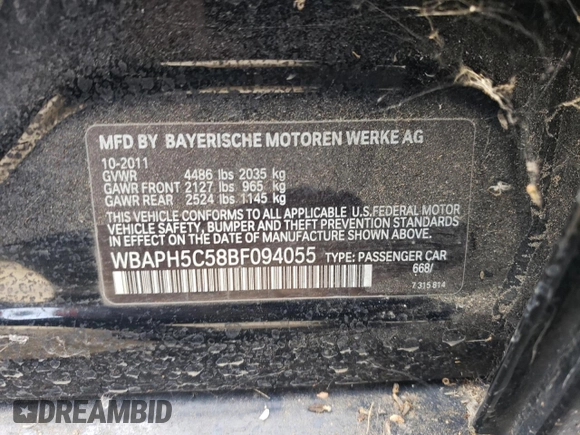 MFD BY BAYERISCHE MOTOREN WERKE AG
10-2011
GVWR 4486 lbs 2035 kg
GAWR FRONT 2127 lbs 965 kg
GAWR REAR 2524 lbs 1145 kg
THIS VEHICLE CONFORMS TO ALL APPLICABLE U.S.FEDERAL MOTOR
VEHICLE SAFETY, BUMPER AND THEFT PREVENTION STANDARDS
IN EFFECT ON THE DATE OF MANUFACTURE SHOWN ABOVE.
WBAPH5C58BF094055 TYPE: PASSENGER CAR
668/
7 315 814
DREAMBID